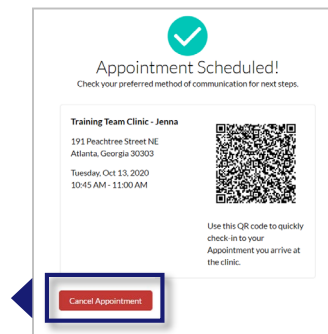 Appointment Scheduled!
Check your preferred method of communication for next steps.
Training Team Clinic - Jenna
191 Peachtree Street NE
Atlanta, Georgia 30303
Tuesday, Oct 13, 2020
10:45 AM - 11:00 AM
Use this QR code to quickly
check-in to your
Appointment you arrive at
the clinic.
Cancel Appointment